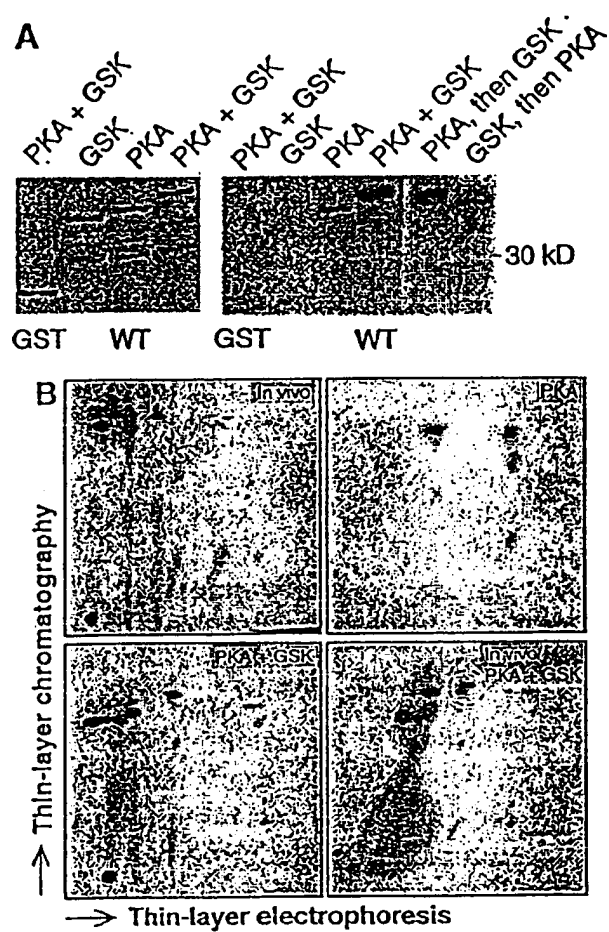 A
PKA + GSK
GSK
PKA
PKA + GSK
PKA + GSK
GSK
PKA
PKA + GSK
PKA, then GSK
GSK, then PKA
30 kD
GST WT GST WT
B
In vivo
PKA
PKA + GSK
In vivo
PKA + GSK
Thin-layer chromatography
Thin-layer electrophoresis